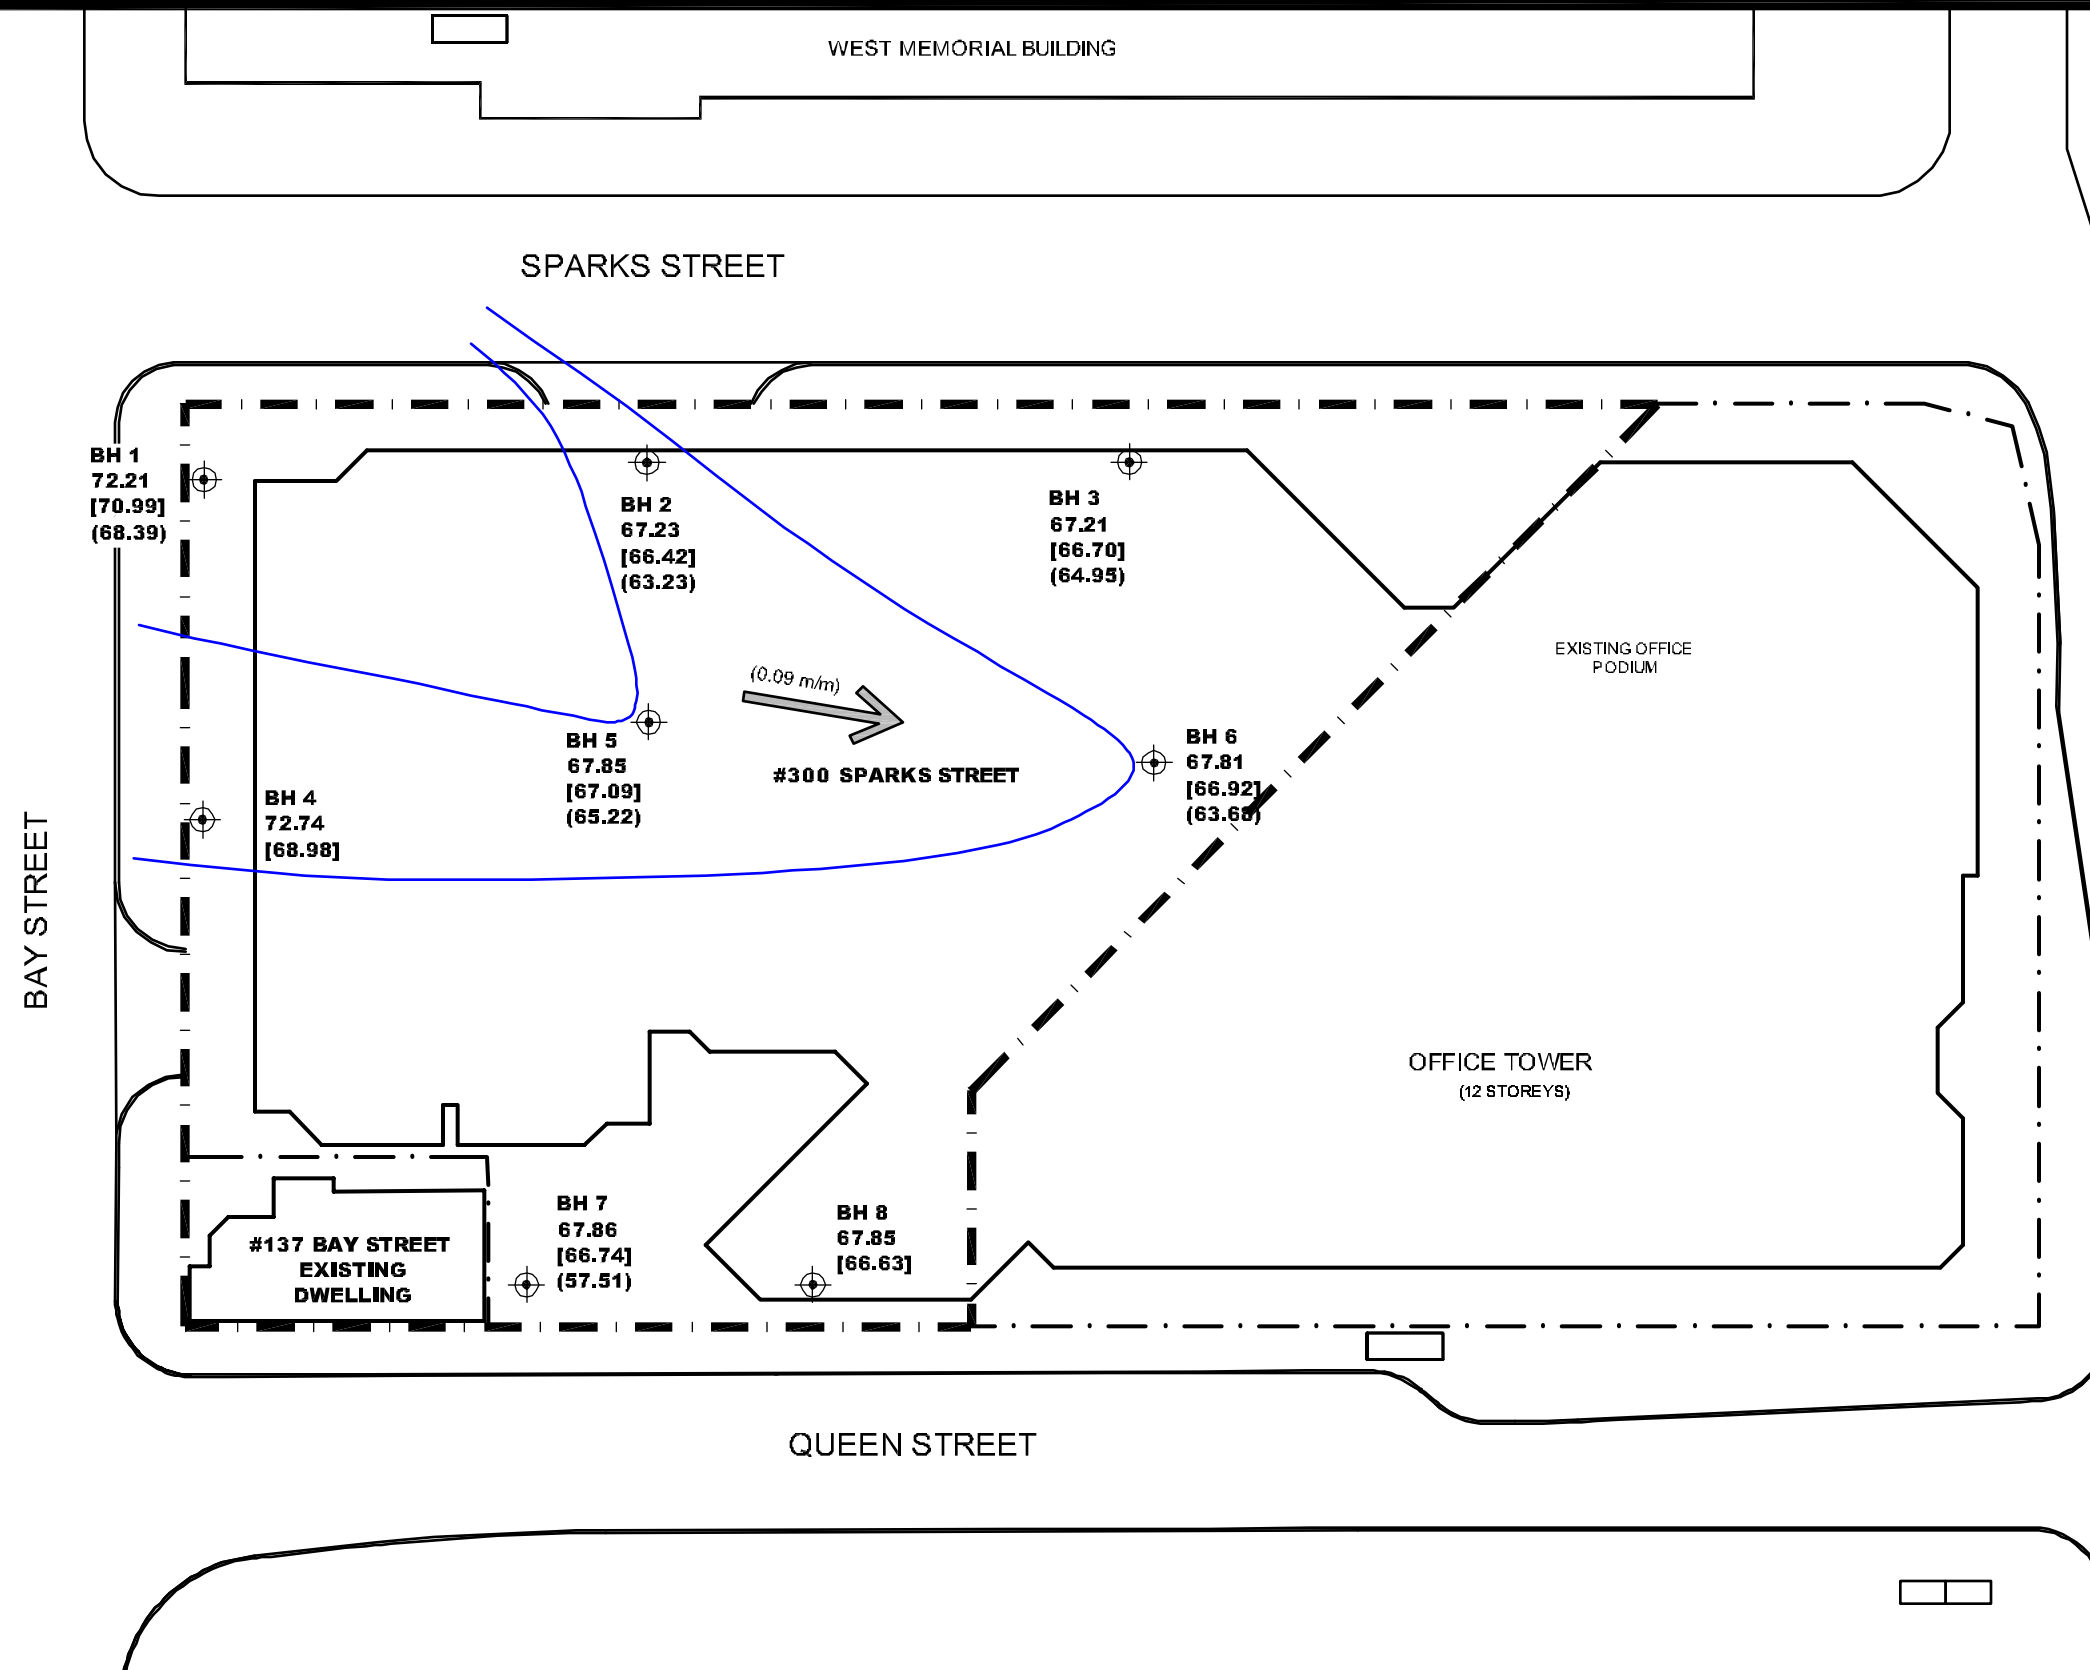 WEST MEMORIAL BUILDING
SPARKS STREET
BH 1
72.21
[70.99]
(68.39)
BH 2
67.23
[66.42]
(63.23)
BH 3
67.21
[66.70]
(64.95)
EXISTING OFFICE
PODIUM
(0.09 m/m)
BH 5
67.85
[67.09]
(65.22)
#300 SPARKS STREET
BH 6
67.81
[66.92]
(63.68)
BH 4
72.74
[68.98]
BAY STREET
OFFICE TOWER
(12 STOREYS)
BH 7
67.86
[66.74]
(57.51)
BH 8
67.85
[66.63]
#137 BAY STREET
EXISTING
DWELLING
QUEEN STREET